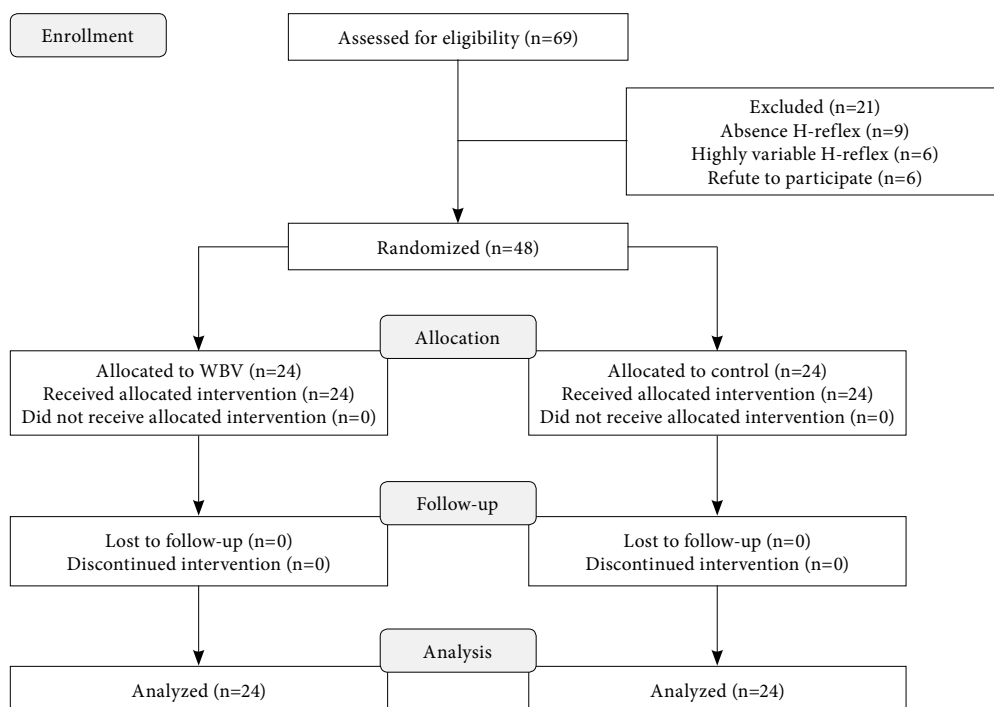 Enrollment
Assessed for eligibility (n=69)
Excluded (n=21)
Absence H-reflex (n=9)
Highly variable H-reflex (n=6)
Refute to participate (n=6)
Randomized (n=48)
Allocation
Allocated to WBV (n=24)
Received allocated intervention (n=24)
Did not receive allocated intervention (n=0)
Allocated to control (n=24)
Received allocated intervention (n=24)
Did not receive allocated intervention (n=0)
Follow-up
Lost to follow-up (n=0)
Discontinued intervention (n=0)
Lost to follow-up (n=0)
Discontinued intervention (n=0)
Analysis
Analyzed (n=24)
Analyzed (n=24)